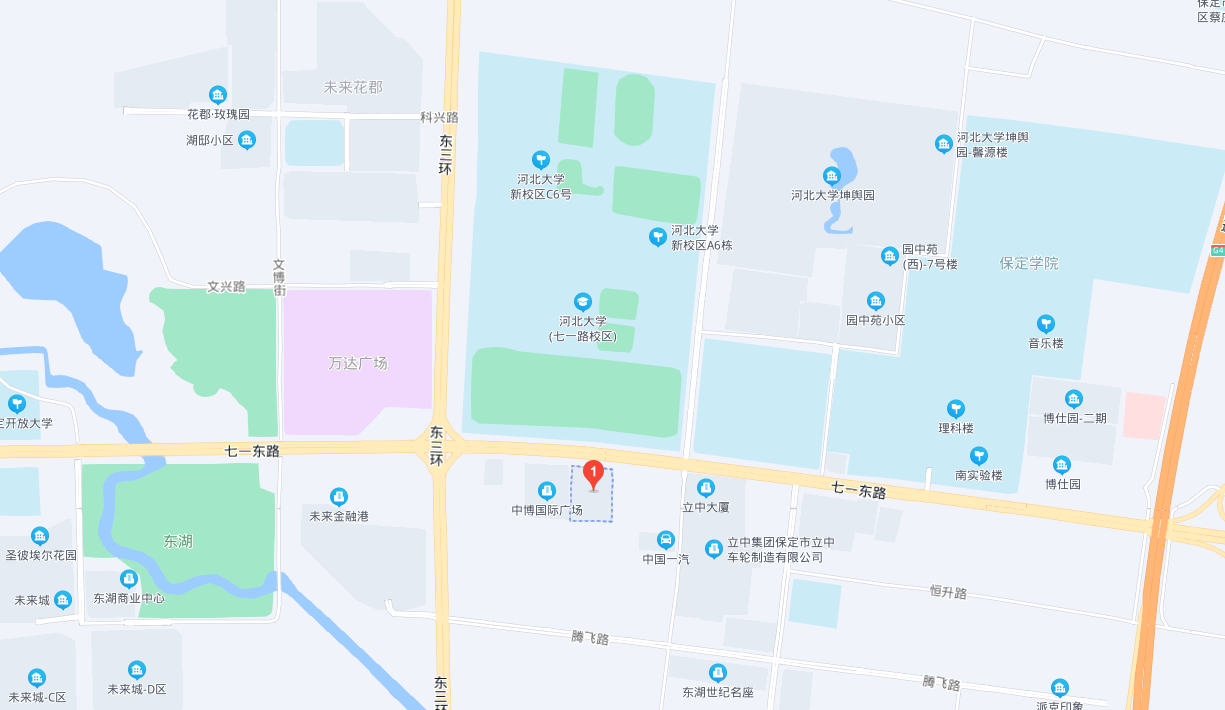 保定市
区蔡庄
未来花郡
花郡·玫瑰园
科兴路
湖邸小区
东三环
河北大学坤舆
园-馨源楼
河北大学
新校区C6号
河北大学坤舆园
河北大学
新校区A6栋
园中苑
(西)-7号楼
保定学院
G4
文博街
文兴路
河北大学
(七一路校区)
园中苑小区
音乐楼
万达广场
博仕园-二期
定开放大学
理科楼
东三环
七一东路
南实验楼
博仕园
1
七一东路
未来金融港
中博国际广场
立中大厦
东湖
圣彼埃尔花园
中国一汽
立中集团保定市立中
车轮制造有限公司
未来城
东湖商业中心
恒升路
腾飞路
未来城-C区
未来城-D区
东三环
东湖世纪名座
腾飞路
派克印象